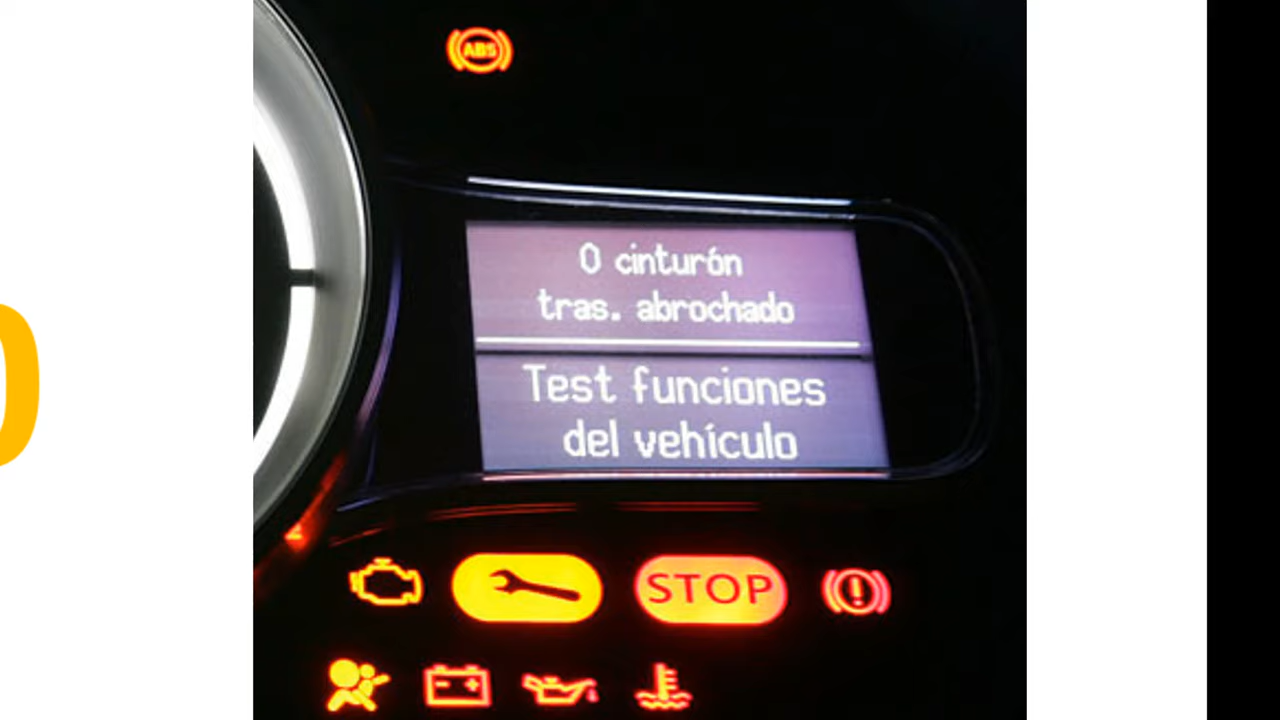 ABS
0 cinturón
tras. abrochado
Test funciones
del vehículo
STOP